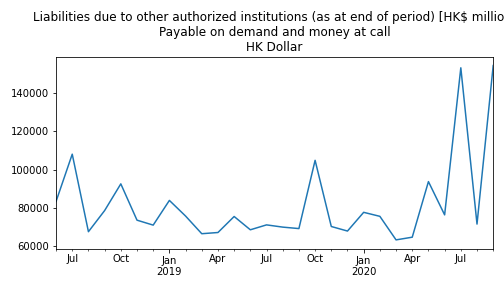 Liabilities due to other authorized institutions (as at end of period) [HK$ millio
Payable on demand and money at call
HK Dollar
140000
120000
100000
80000
60000
Jul Oct Jan Apr Jul Oct Jan Apr Jul
2019 2020